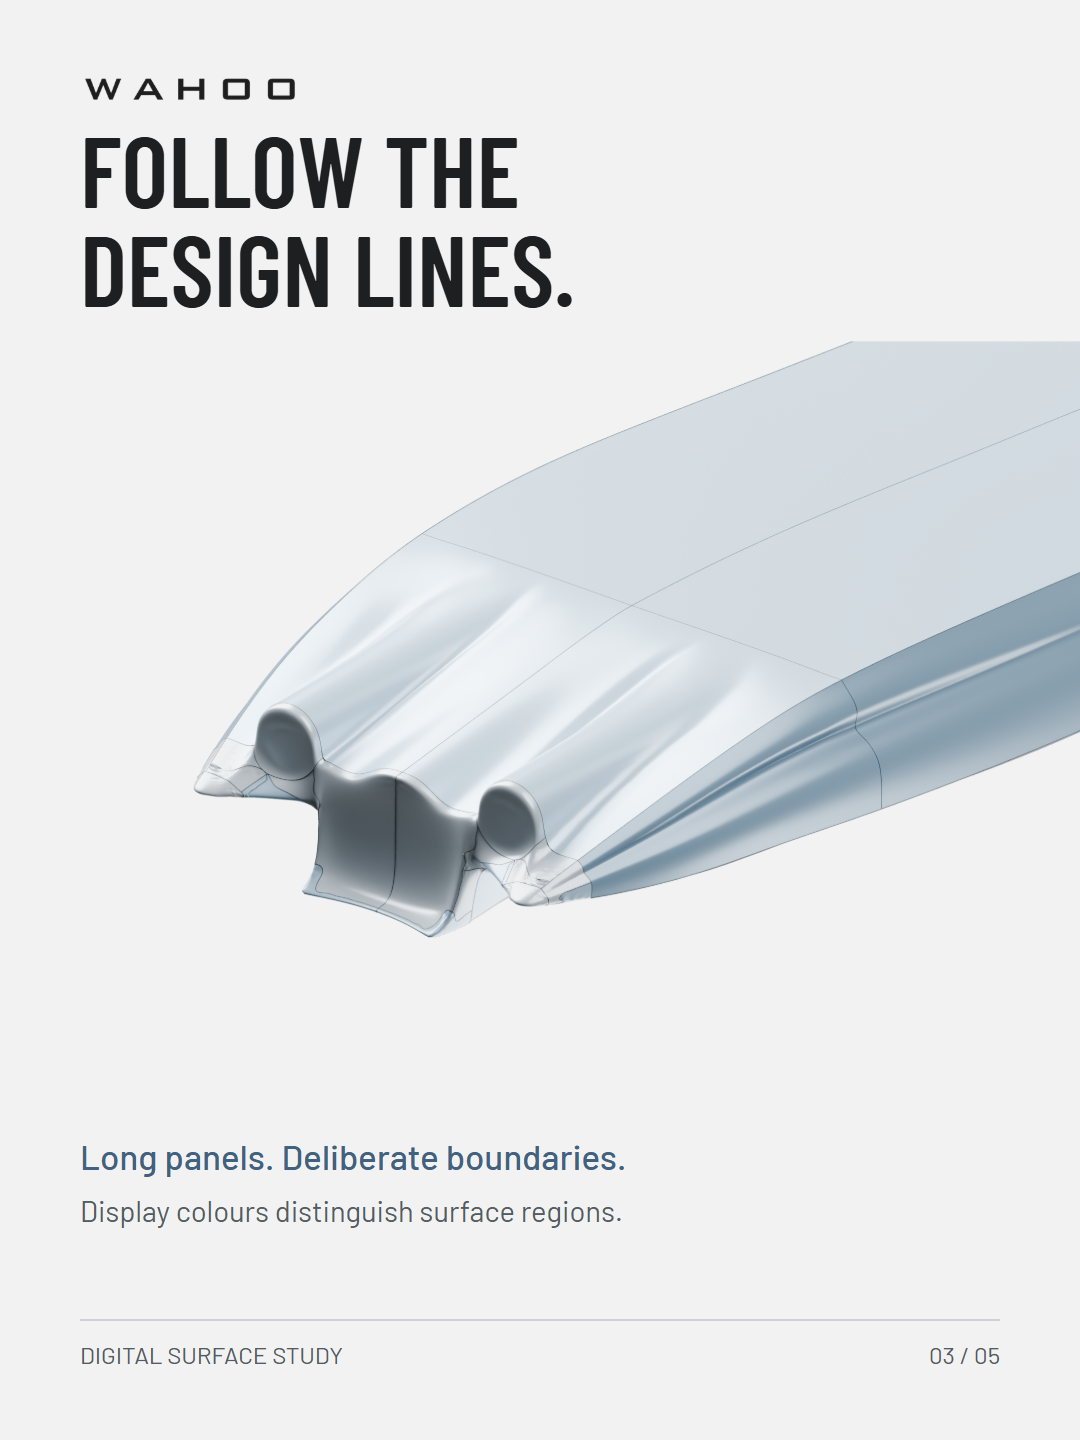 WAHOO
FOLLOW THE
DESIGN LINES.
Long panels. Deliberate boundaries.
Display colours distinguish surface regions.
DIGITAL SURFACE STUDY
03 / 05